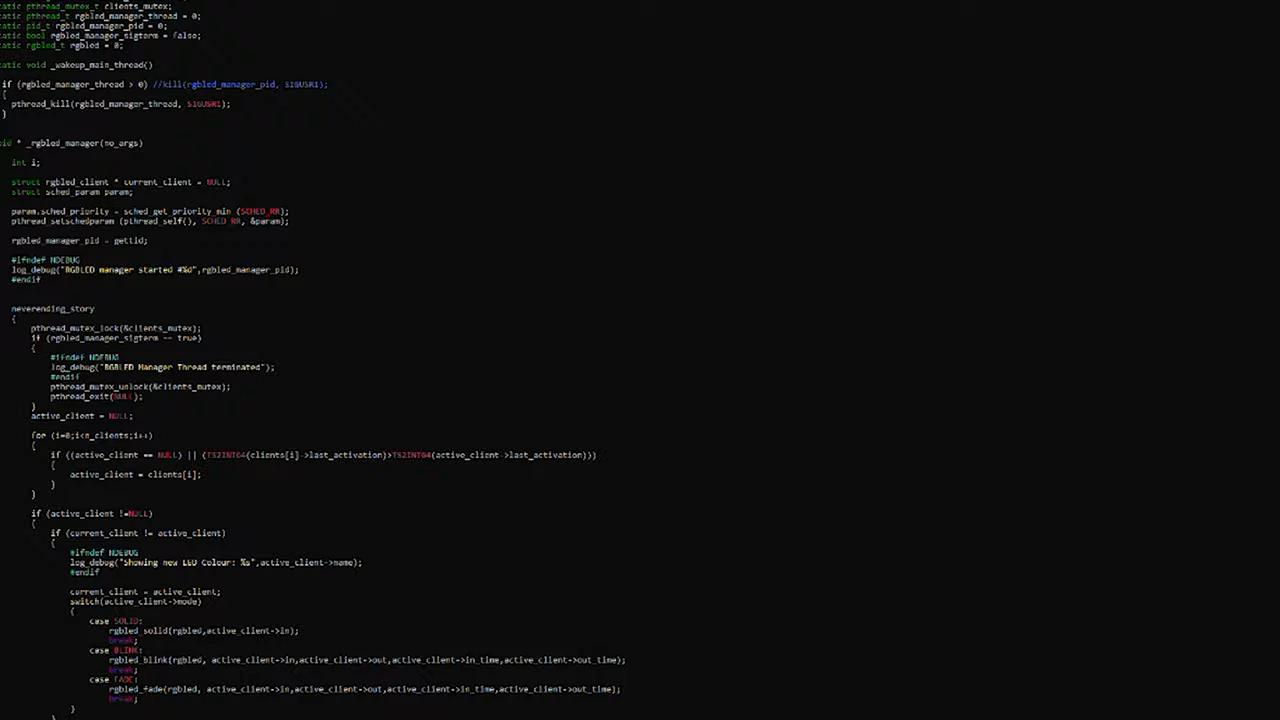 tatic pthread_mutex_t clients_mutex;
tatic pthread_t rgbled_manager_thread = 0;
tatic pid_t rgbled_manager_pid = 0;
tatic bool rgbled_manager_sigterm = false;
tatic rgbled_t rgbled = 0;
tatic void _wakeup_main_thread()
if (rgbled_manager_thread > 0) //kill(rgbled_manager_pid, SIGUSR1);
{
pthread_kill(rgbled_manager_thread, SIGUSR1);
}
oid * _rgbled_manager(no_args)
int i;
struct rgbled_client * current_client = NULL;
struct sched_param param;
param.sched_priority = sched_get_priority_min (SCHED_RR);
pthread_setschedparam (pthread_self(), SCHED_RR, &param);
rgbled_manager_pid = gettid;
#ifndef NDEBUG
log_debug("RGBLED manager started #%d",rgbled_manager_pid);
#endif
neverending_story
{
pthread_mutex_lock(&clients_mutex);
if (rgbled_manager_sigterm == true)
{
#ifndef NDEBUG
log_debug("RGBLED Manager Thread terminated");
#endif
pthread_mutex_unlock(&clients_mutex);
pthread_exit(NULL);
}
active_client = NULL;
for (i=0;i<n_clients;i++)
{
if ((active_client == NULL) || (TS2INT64(clients[i]->last_activation)>TS2INT64(active_client->last_activation)))
{
active_client = clients[i];
}
}
if (active_client !=NULL)
{
if (current_client != active_client)
{
#ifndef NDEBUG
log_debug("Showing new LED Colour: %s",active_client->name);
#endif
current_client = active_client;
switch(active_client->mode)
{
case SOLID:
rgbled_solid(rgbled,active_client->in);
break;
case BLINK:
rgbled_blink(rgbled, active_client->in,active_client->out,active_client->in_time,active_client->out_time);
break;
case FADE:
rgbled_fade(rgbled, active_client->in,active_client->out,active_client->in_time,active_client->out_time);
break;
}